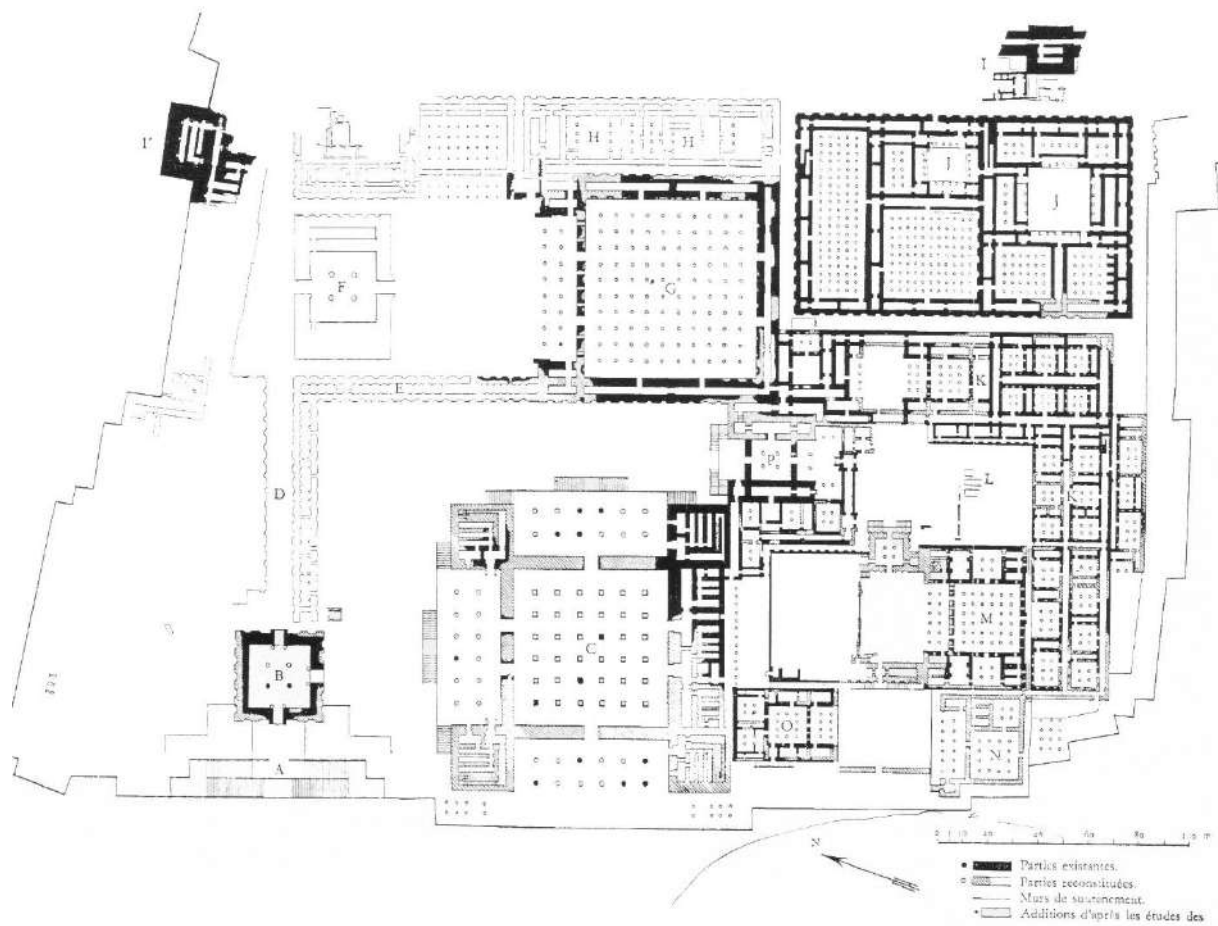 I
I'
H
H
J
J
F
G
E
K
P
L
K
D
C
M
B
O
N
A
N
Parties existantes.
Parties reconstituées.
Murs de soutènement.
Additions d'après les études des